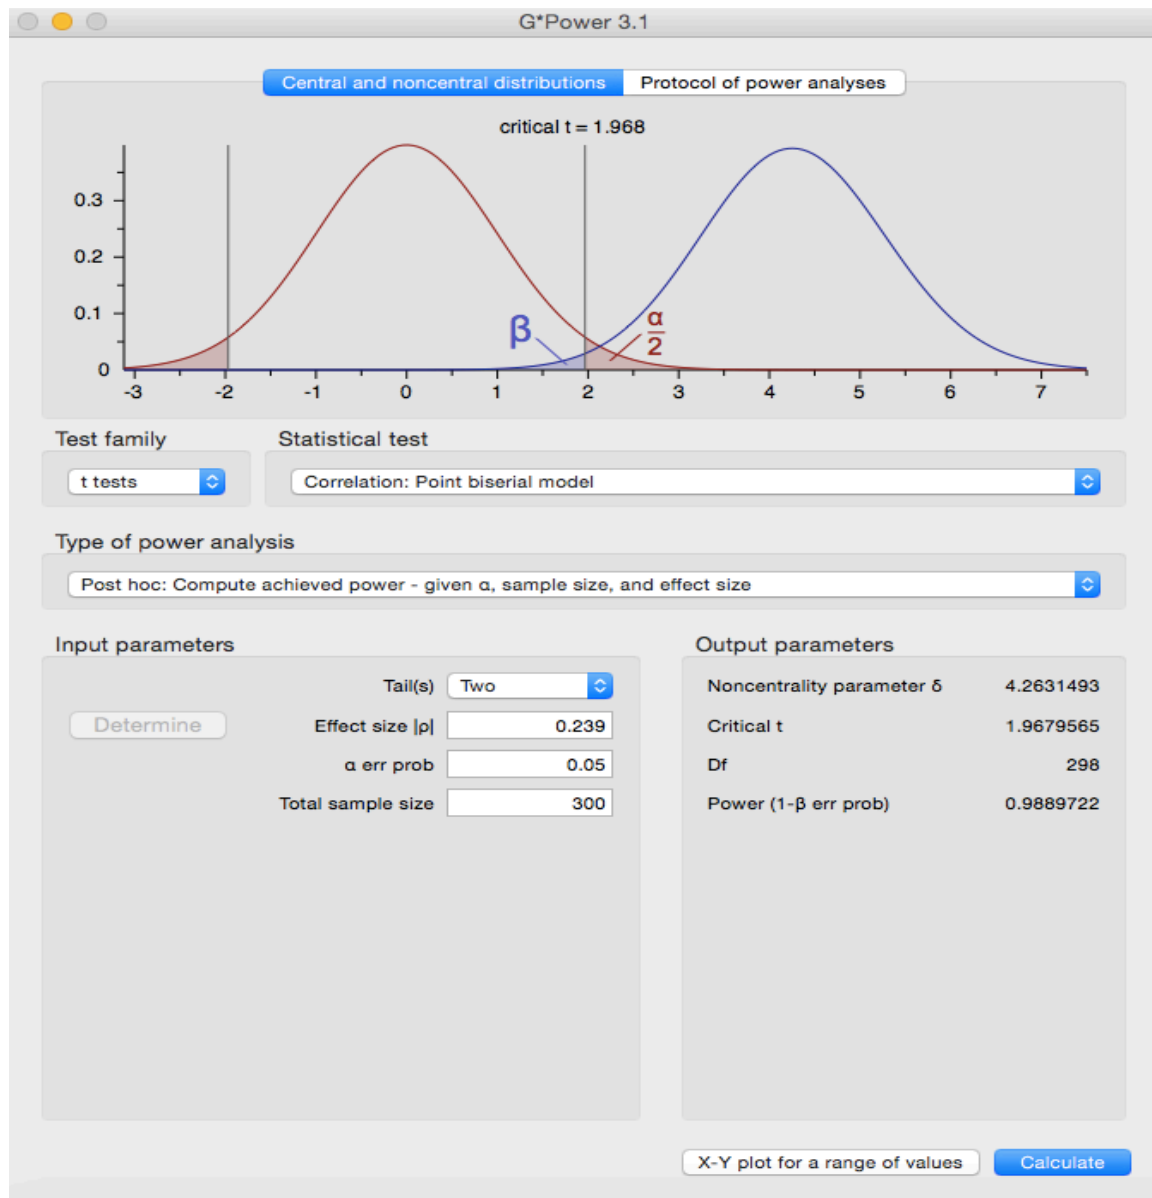 G*Power 3.1
Central and noncentral distributions Protocol of power analyses
critical t = 1.968
0.3
0.2
0.1
0
β
α
2
-3 -2 -1 0 1 2 3 4 5 6 7
Test family Statistical test
t tests Correlation: Point biserial model
Type of power analysis
Post hoc: Compute achieved power - given α, sample size, and effect size
Input parameters
Tail(s) Two
Determine Effect size |ρ| 0.239
α err prob 0.05
Total sample size 300
Output parameters
Noncentrality parameter δ 4.2631493
Critical t 1.9679565
Df 298
Power (1-β err prob) 0.9889722
X-Y plot for a range of values Calculate